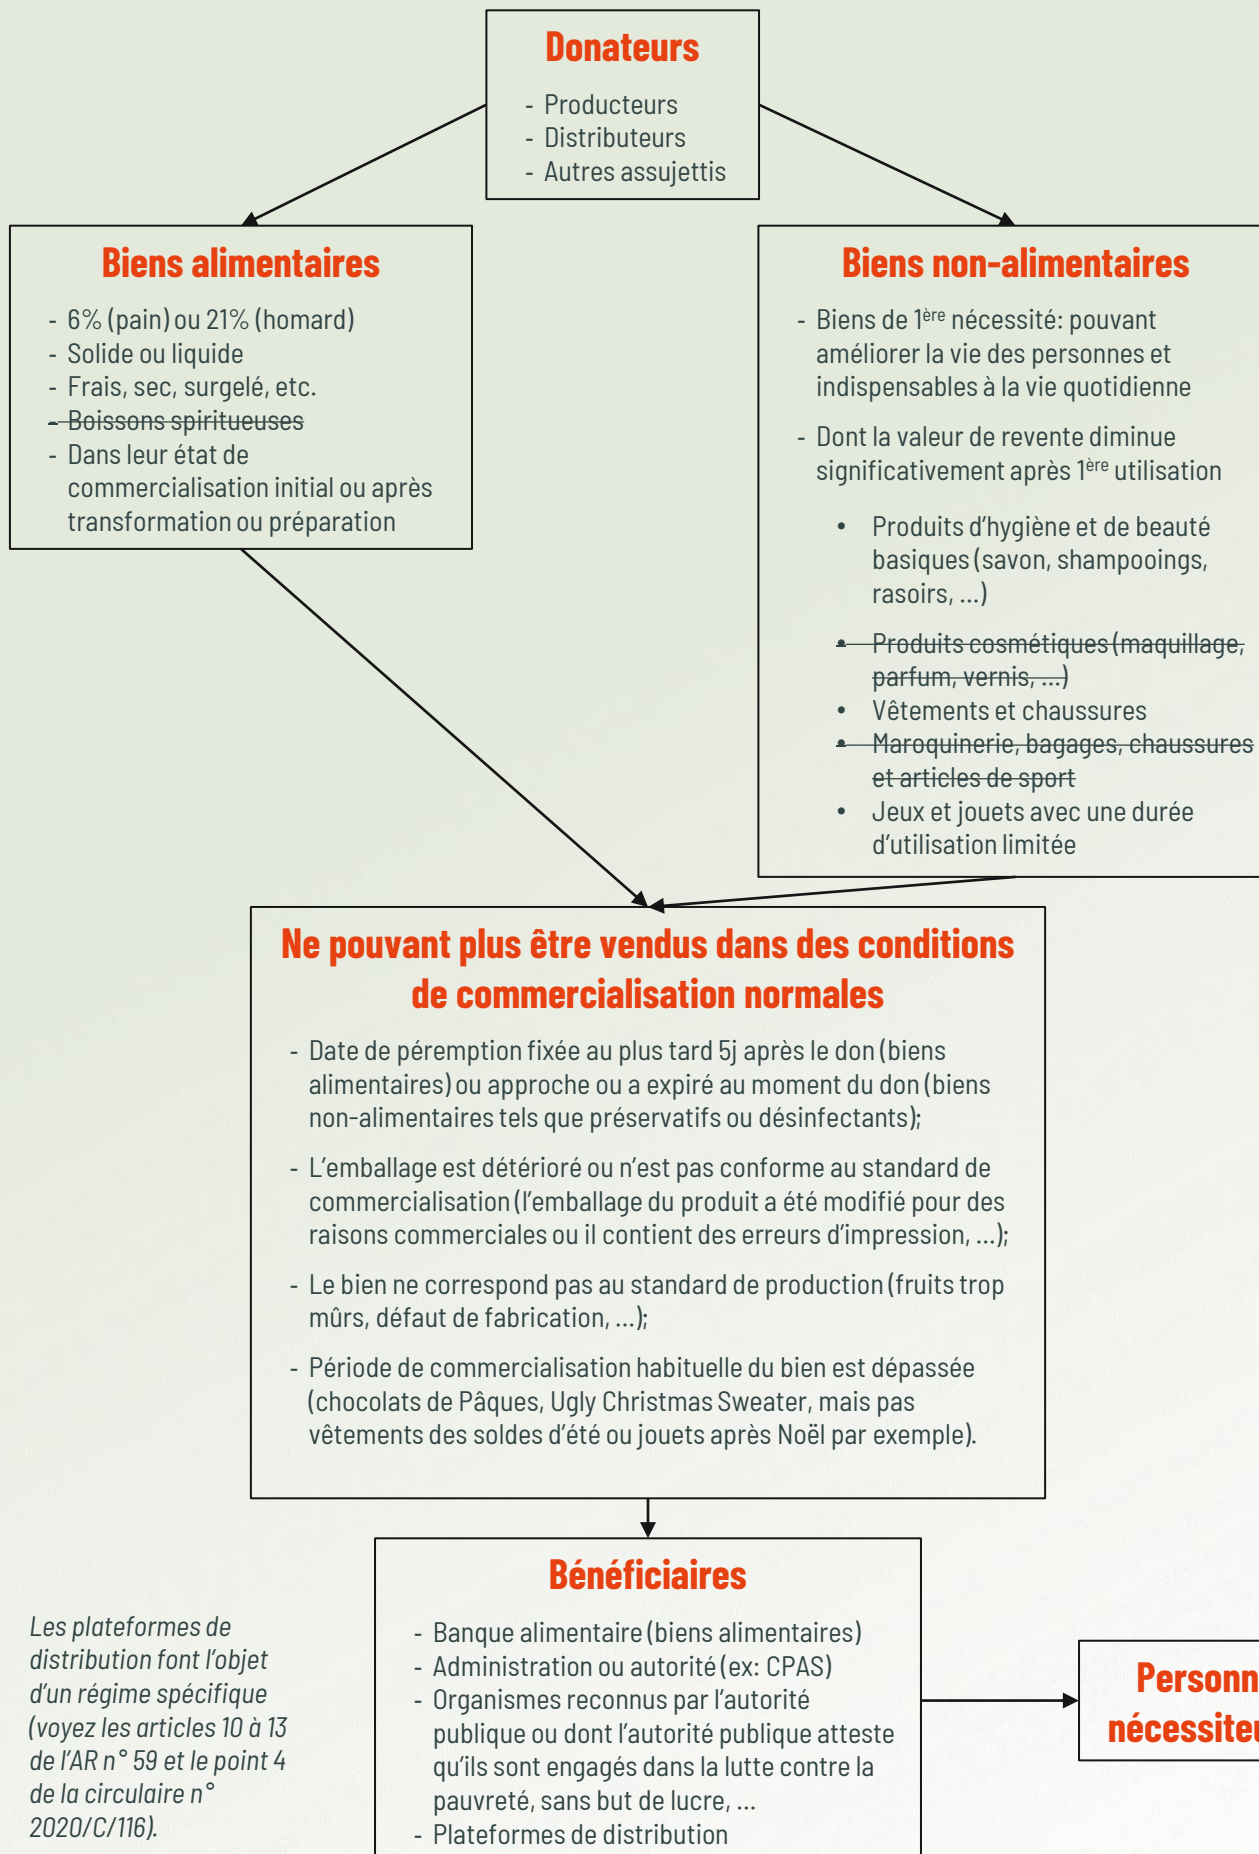 Donateurs
- Producteurs
- Distributeurs
- Autres assujettis
Biens alimentaires
- 6% (pain) ou 21% (homard)
- Solide ou liquide
- Frais, sec, surgelé, etc.
- Boissons spiritueuses
- Dans leur état de
commercialisation initial ou après
transformation ou préparation
Biens non-alimentaires
- Biens de 1ère nécessité: pouvant
améliorer la vie des personnes et
indispensables à la vie quotidienne
- Dont la valeur de revente diminue
significativement après 1ère utilisation
• Produits d'hygiène et de beauté
basiques (savon, shampooings,
rasoirs, ...)
• Produits cosmétiques (maquillage,
parfum, vernis, ...)
• Vêtements et chaussures
• Maroquinerie, bagages, chaussures
et articles de sport
• Jeux et jouets avec une durée
d'utilisation limitée
Ne pouvant plus être vendus dans des conditions
de commercialisation normales
- Date de péremption fixée au plus tard 5j après le don (biens
alimentaires) ou approche ou a expiré au moment du don (biens
non-alimentaires tels que préservatifs ou désinfectants);
- L'emballage est détérioré ou n'est pas conforme au standard de
commercialisation (l'emballage du produit a été modifié pour des
raisons commerciales ou il contient des erreurs d'impression, ...);
- Le bien ne correspond pas au standard de production (fruits trop
mûrs, défaut de fabrication, ...);
- Période de commercialisation habituelle du bien est dépassée
(chocolats de Pâques, Ugly Christmas Sweater, mais pas
vêtements des soldes d'été ou jouets après Noël par exemple).
Bénéficiaires
- Banque alimentaire (biens alimentaires)
- Administration ou autorité (ex: CPAS)
- Organismes reconnus par l'autorité
publique ou dont l'autorité publique atteste
qu'ils sont engagés dans la lutte contre la
pauvreté, sans but de lucre, ...
- Plateformes de distribution
Les plateformes de
distribution font l'objet
d'un régime spécifique
(voyez les articles 10 à 13
de l'AR n° 59 et le point 4
de la circulaire n°
2020/C/116).